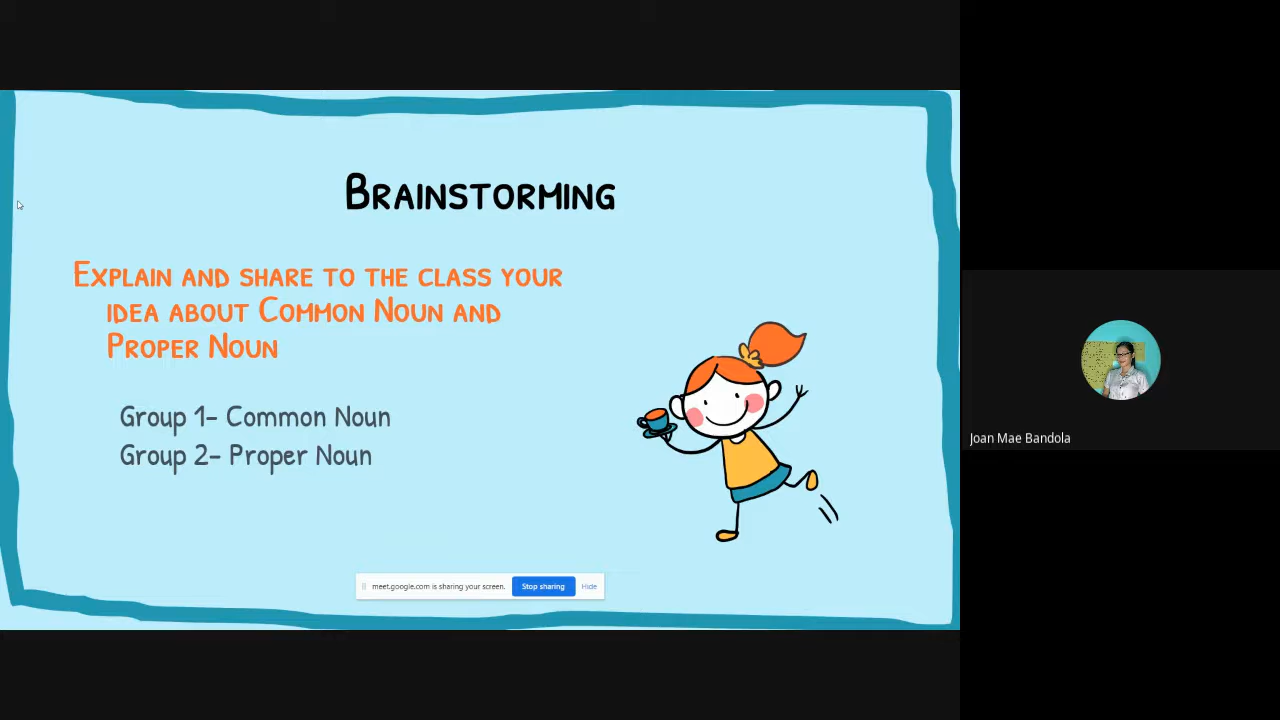 Brainstorming
Explain and share to the class your
idea about Common Noun and
Proper Noun
Group 1- Common Noun
Group 2- Proper Noun
meet.google.com is sharing your screen. Stop sharing Hide
Joan Mae Bandola